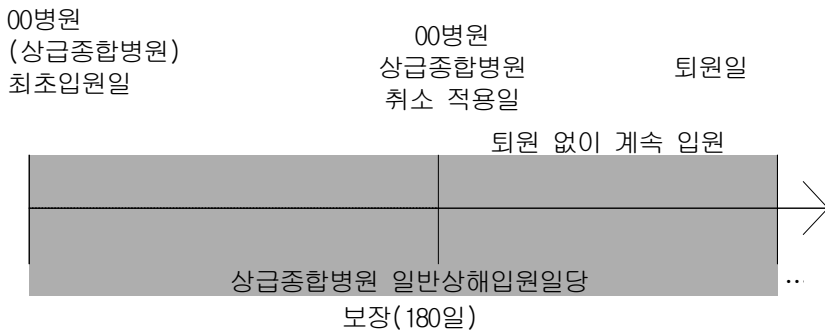 00병원
(상급종합병원)
최초입원일
00병원
상급종합병원
취소 적용일
퇴원일
퇴원 없이 계속 입원
상급종합병원 일반상해입원일당
…
보장(180일)